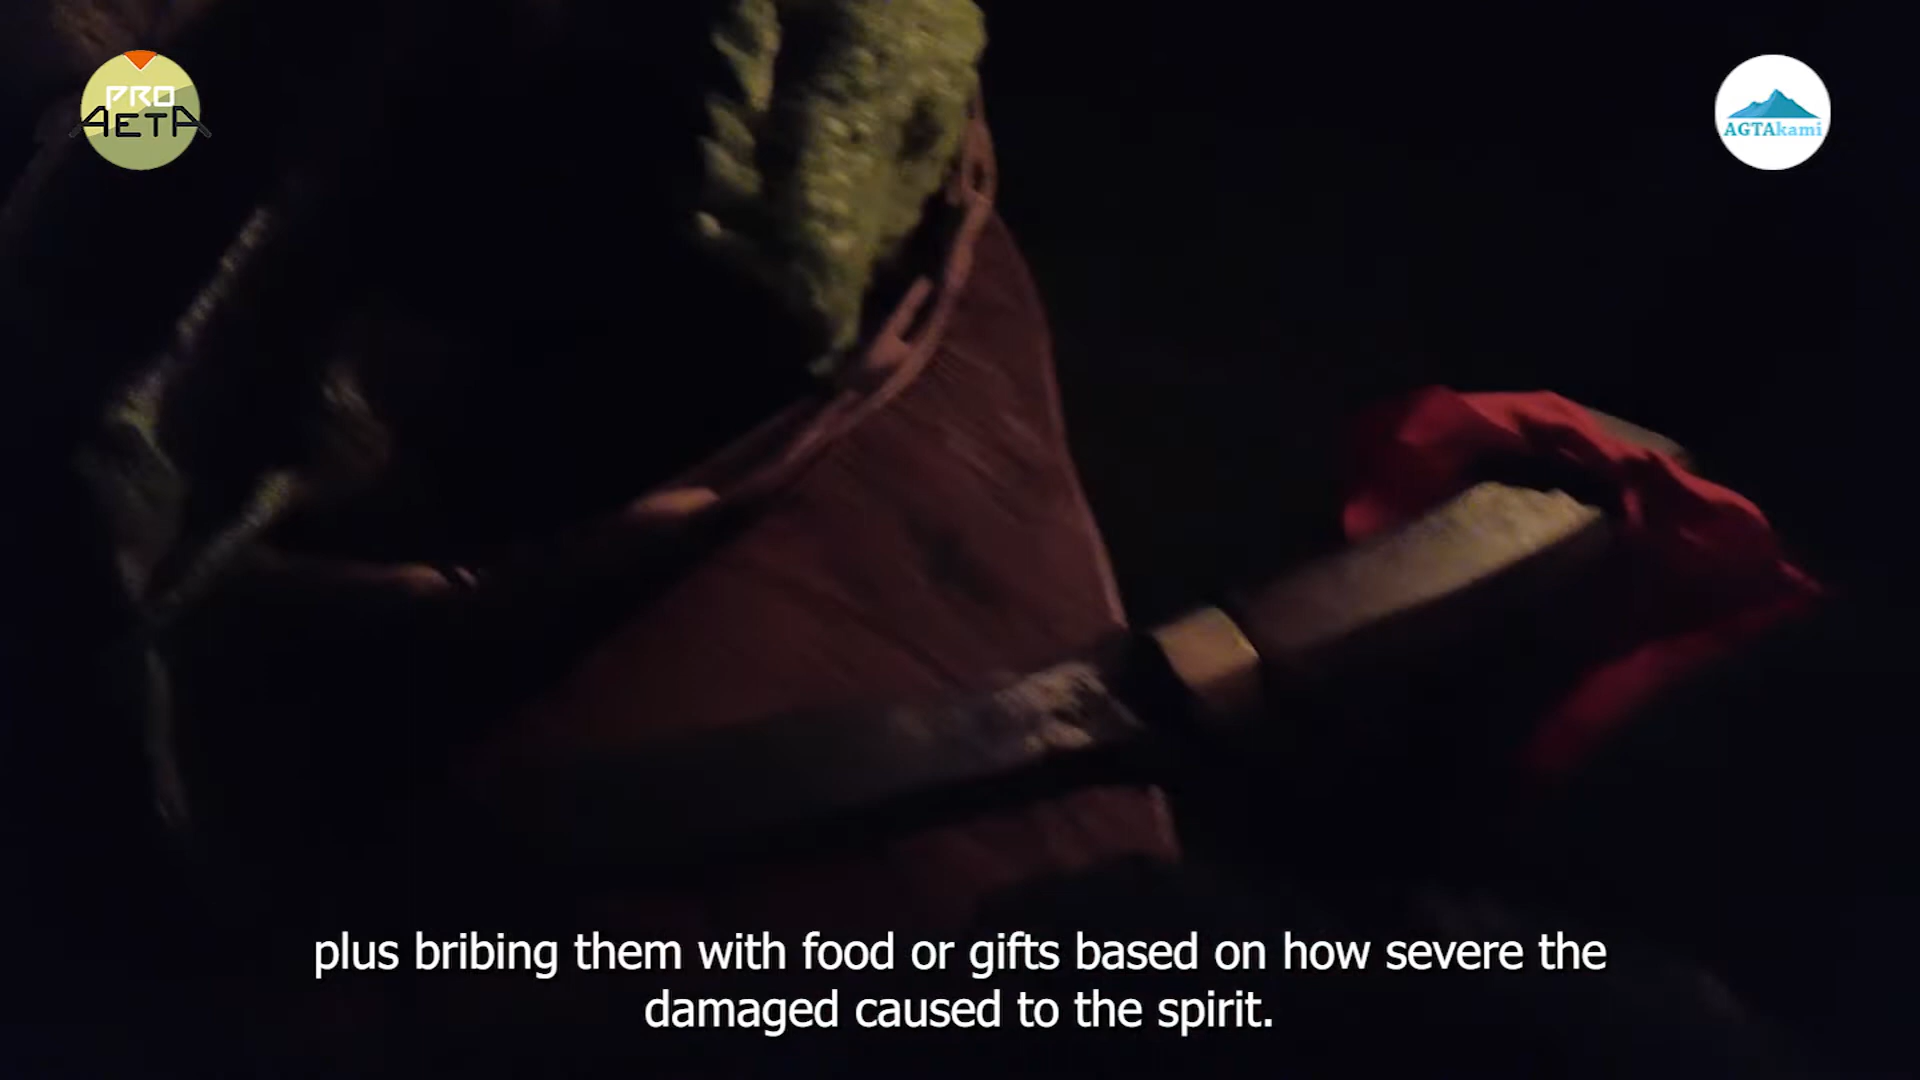 PRO
AETA
AGTAkami
plus bribing them with food or gifts based on how severe the
damaged caused to the spirit.